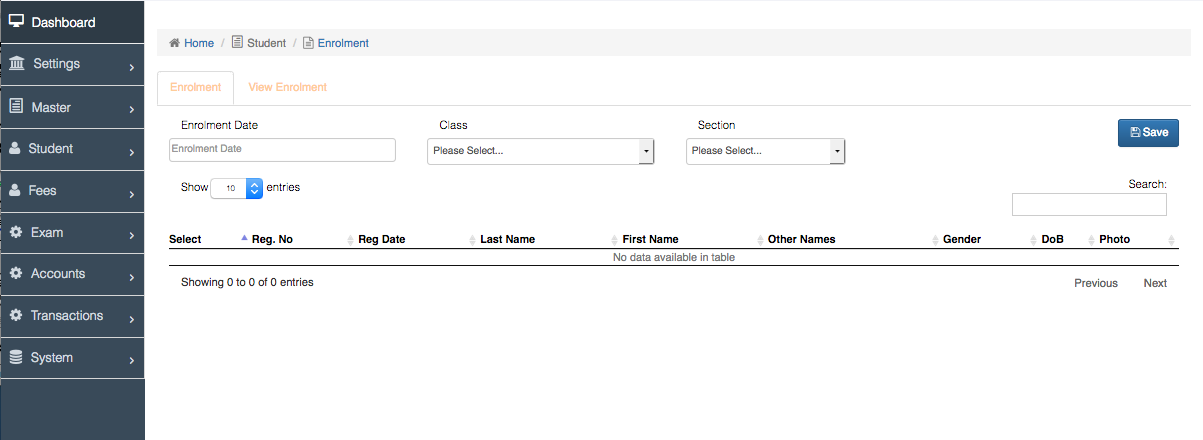 Dashboard
Settings
Master
Student
Fees
Exam
Accounts
Transactions
System
Home / Student / Enrolment
Enrolment View Enrolment
Enrolment Date Class Section
Enrolment Date Please Select... Please Select... Save
Show 10 entries Search:
Select Reg. No Reg Date Last Name First Name Other Names Gender DoB Photo
No data available in table
Showing 0 to 0 of 0 entries Previous Next